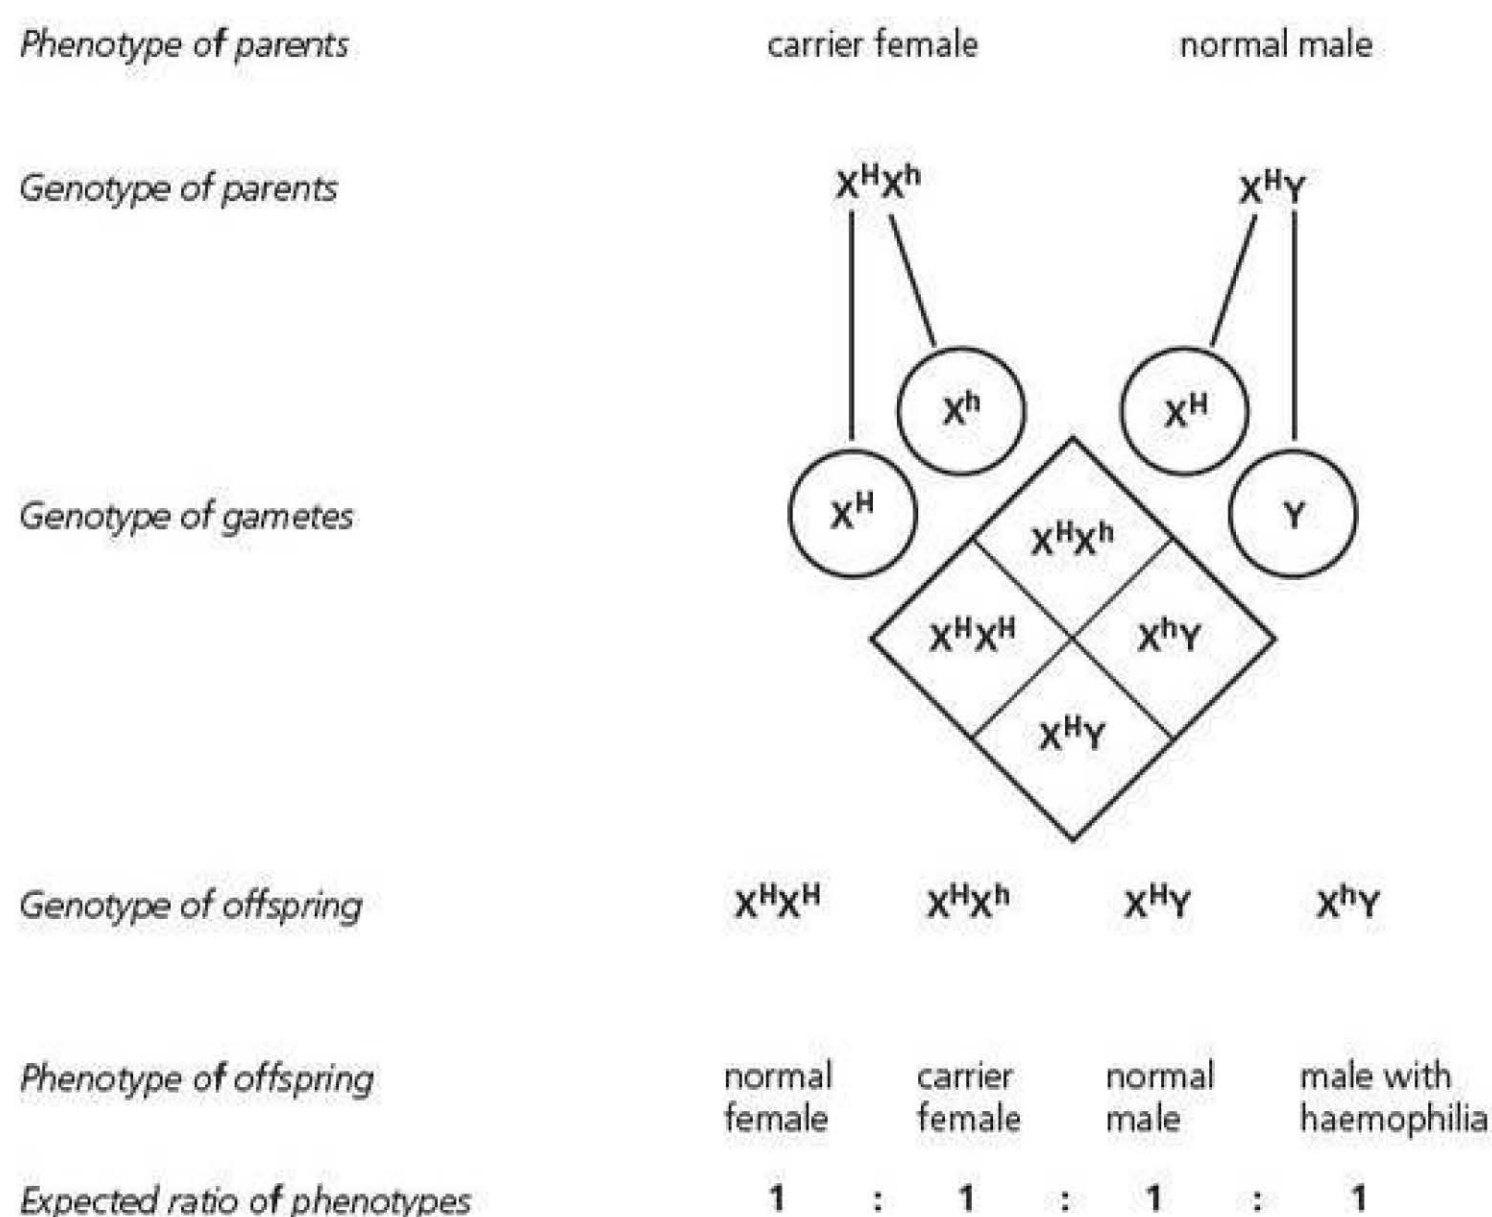 Phenotype of parents carrier female normal male
Genotype of parents XᴴXʰ XᴴY
Xʰ Xᴴ
Genotype of gametes Xᴴ Y
XᴴXʰ
XᴴXᴴ XʰY
XᴴY
Genotype of offspring XᴴXᴴ XᴴXʰ XᴴY XʰY
Phenotype of offspring normal carrier normal male with
female female male haemophilia
Expected ratio of phenotypes 1 : 1 : 1 : 1